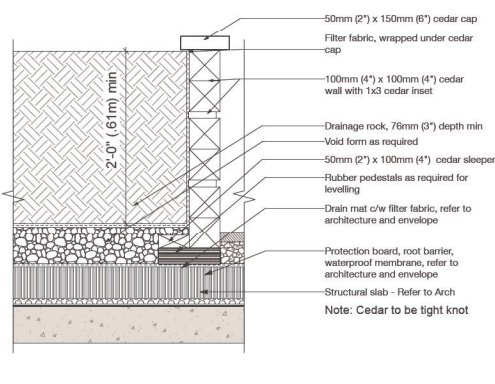 50mm (2") x 150mm (6") cedar cap
Filter fabric, wrapped under cedar
cap
100mm (4") x 100mm (4") cedar
wall with 1x3 cedar inset
2'-0" (.61m) min
Drainage rock, 76mm (3") depth min
Void form as required
50mm (2") x 100mm (4") cedar sleeper
Rubber pedestals as required for
levelling
Drain mat c/w filter fabric, refer to
architecture and envelope
Protection board, root barrier,
waterproof membrane, refer to
architecture and envelope
Structural slab - Refer to Arch
Note: Cedar to be tight knot